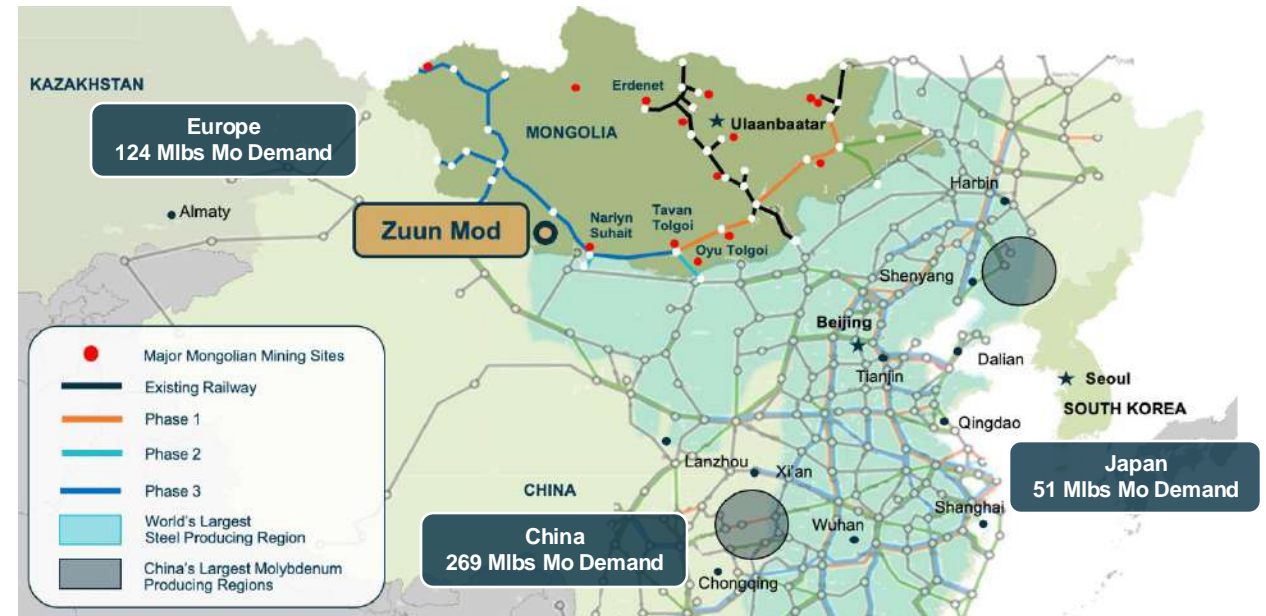 KAZAKHSTAN
Europe
124 Mlbs Mo Demand
Almaty
MONGOLIA
Erdenet
Ulaanbaatar
Zuun Mod
Narlyn
Suhait
Tavan
Tolgoi
Oyu Tolgoi
Harbin
Shenyang
Beijing
Tianjin
Dalian
Seoul
SOUTH KOREA
Qingdao
Lanzhou
Xi'an
CHINA
Japan
51 Mlbs Mo Demand
Shanghai
Wuhan
China
269 Mlbs Mo Demand
Chongqing
Major Mongolian Mining Sites
Existing Railway
Phase 1
Phase 2
Phase 3
World's Largest
Steel Producing Region
China's Largest Molybdenum
Producing Regions